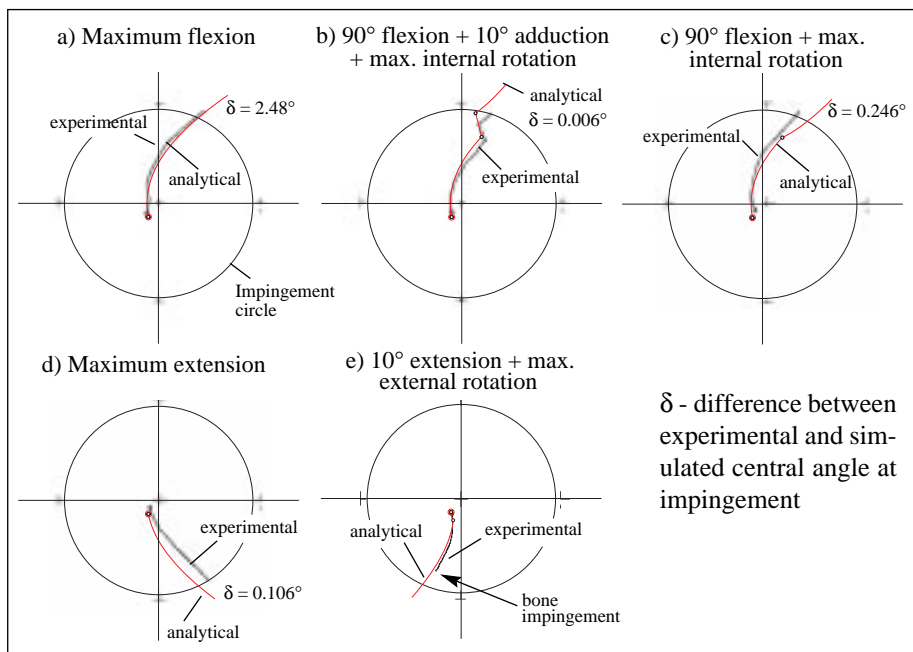 a) Maximum flexion
δ = 2.48°
experimental
analytical
Impingement
circle
b) 90° flexion + 10° adduction
+ max. internal rotation
analytical
δ = 0.006°
experimental
c) 90° flexion + max.
internal rotation
δ = 0.246°
experimental
analytical
d) Maximum extension
experimental
δ = 0.106°
analytical
e) 10° extension + max.
external rotation
analytical
experimental
bone
impingement
δ - difference between
experimental and sim-
ulated central angle at
impingement